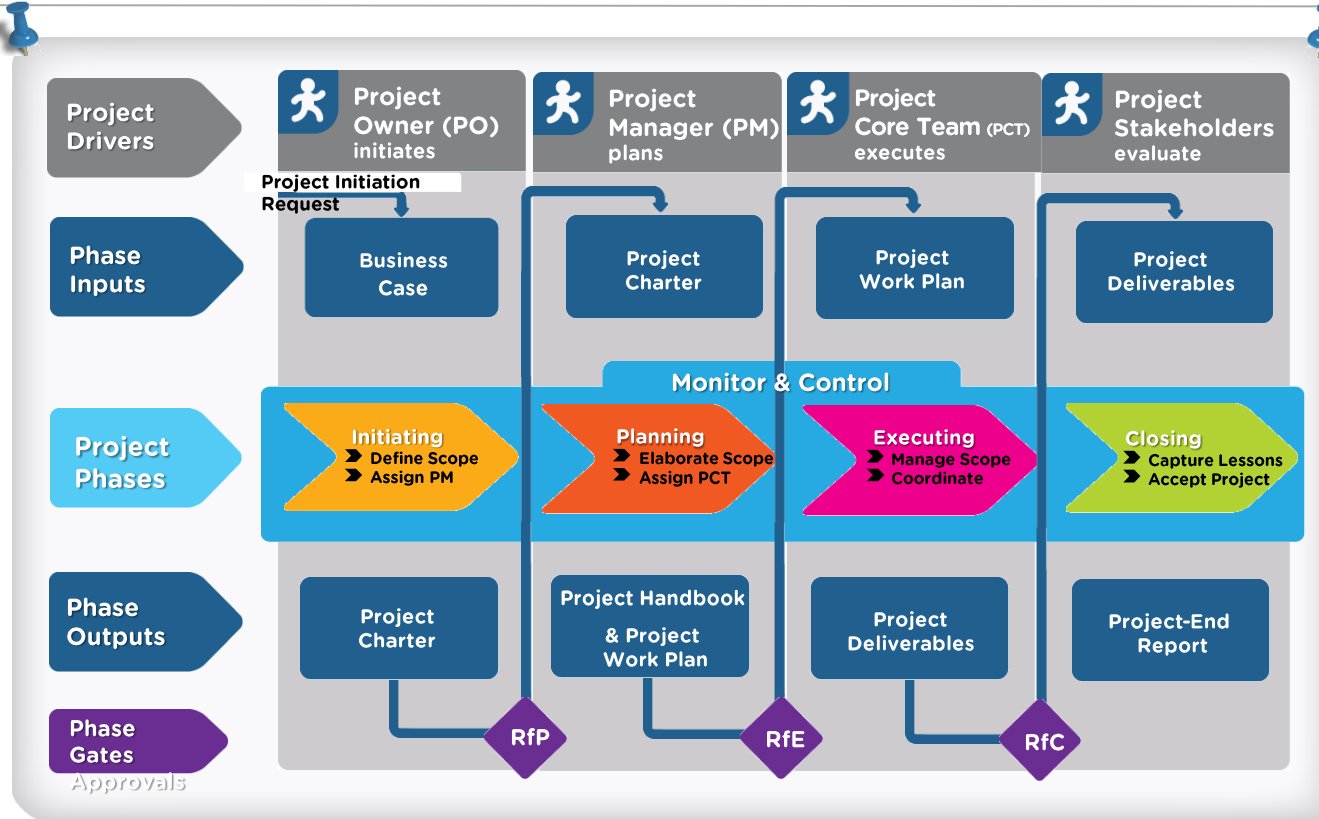 Project
Drivers
Project
Owner (PO)
initiates
Project
Manager (PM)
plans
Project
Core Team (PCT)
executes
Project
Stakeholders
evaluate
Project Initiation
Request
Phase
Inputs
Business
Case
Project
Charter
Project
Work Plan
Project
Deliverables
Monitor & Control
Project
Phases
Initiating
Define Scope
Assign PM
Planning
Elaborate Scope
Assign PCT
Executing
Manage Scope
Coordinate
Closing
Capture Lessons
Accept Project
Phase
Outputs
Project
Charter
Project Handbook
& Project
Work Plan
Project
Deliverables
Project-End
Report
Phase
Gates
Approvals
RfP
RfE
RfC